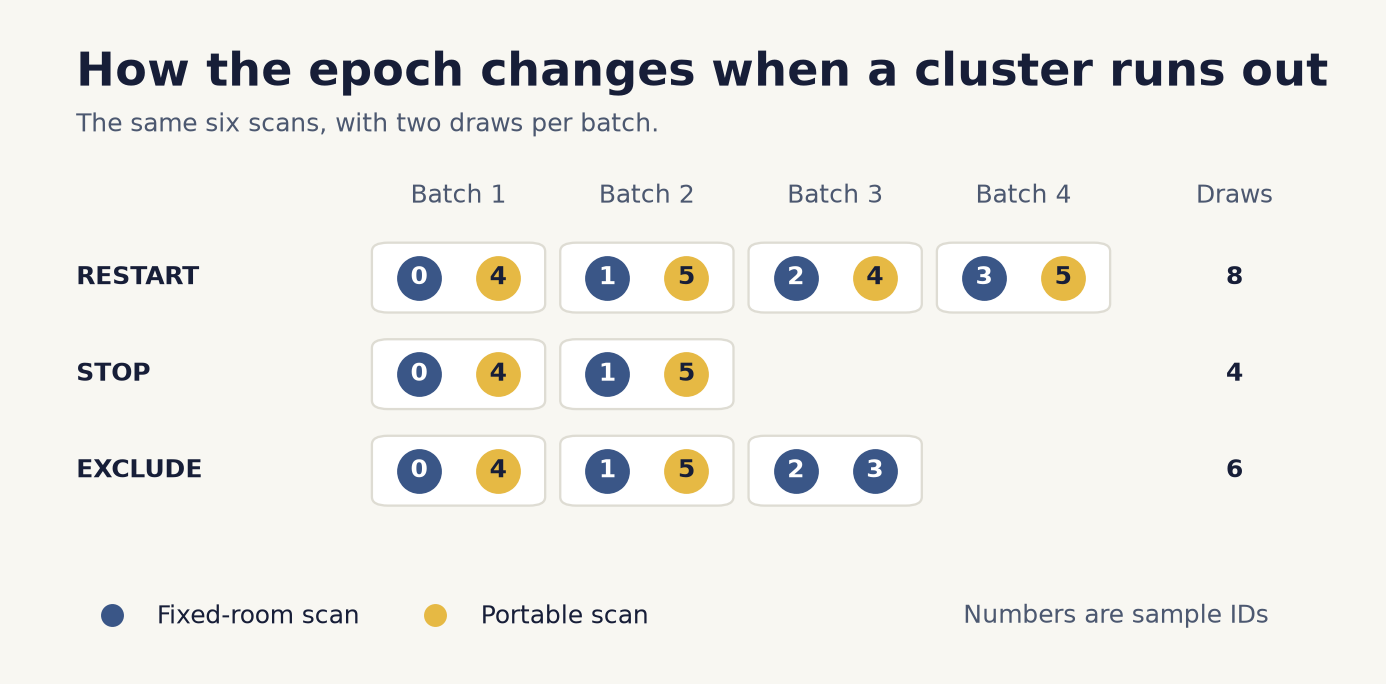 How the epoch changes when a cluster runs out
The same six scans, with two draws per batch.
Batch 1 Batch 2 Batch 3 Batch 4 Draws
RESTART 0 4 1 5 2 4 3 5 8
STOP 0 4 1 5 4
EXCLUDE 0 4 1 5 2 3 6
Fixed-room scan Portable scan Numbers are sample IDs